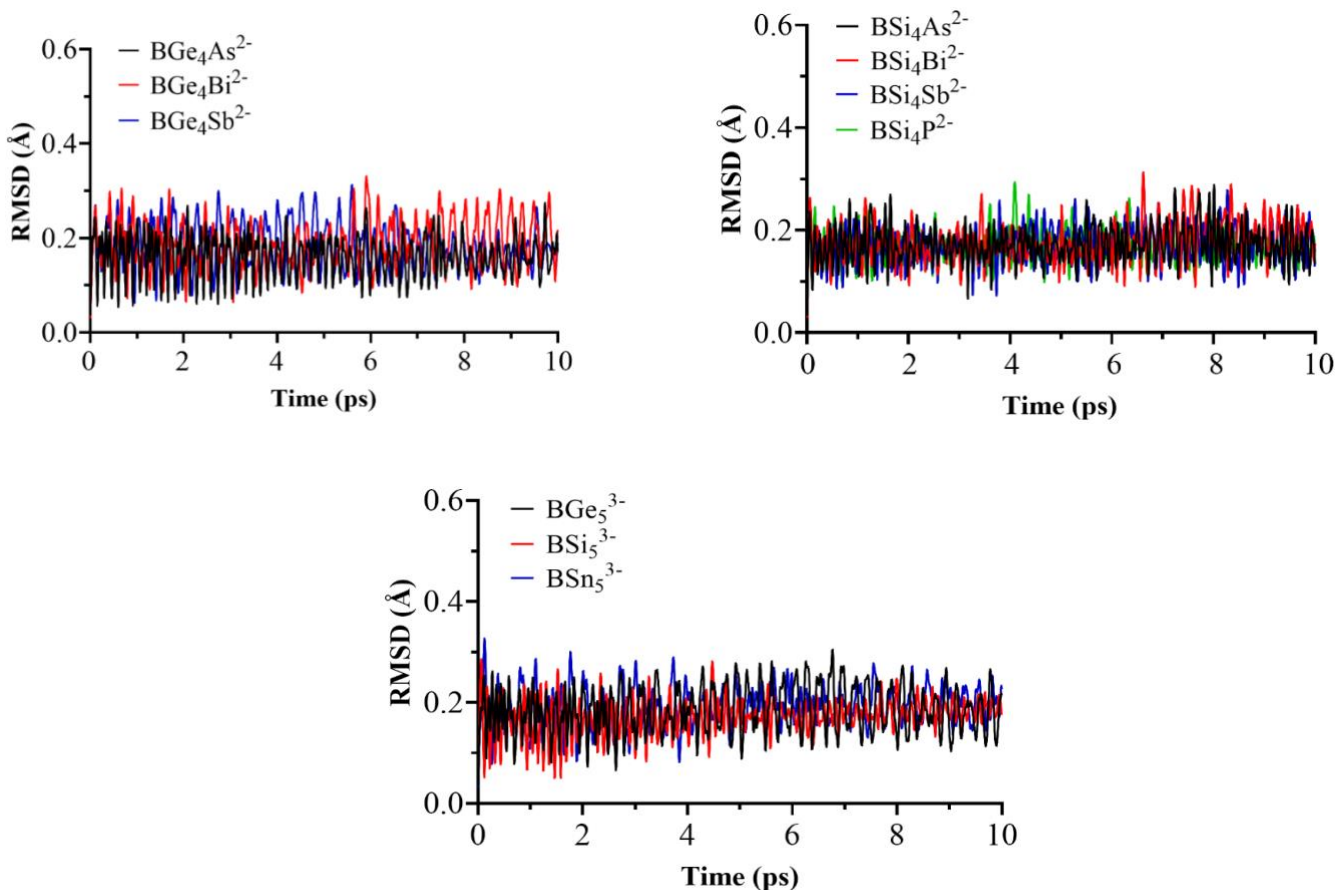 0.6
0.4
0.2
0.0
RMSD (Å)
BGe₄As²⁻
BGe₄Bi²⁻
BGe₄Sb²⁻
0 2 4 6 8 10
Time (ps)
0.6
0.4
0.2
0.0
RMSD (Å)
BSi₄As²⁻
BSi₄Bi²⁻
BSi₄Sb²⁻
BSi₄P²⁻
0 2 4 6 8 10
Time (ps)
0.6
0.4
0.2
0.0
RMSD (Å)
BGe₅³⁻
BSi₅³⁻
BSn₅³⁻
0 2 4 6 8 10
Time (ps)